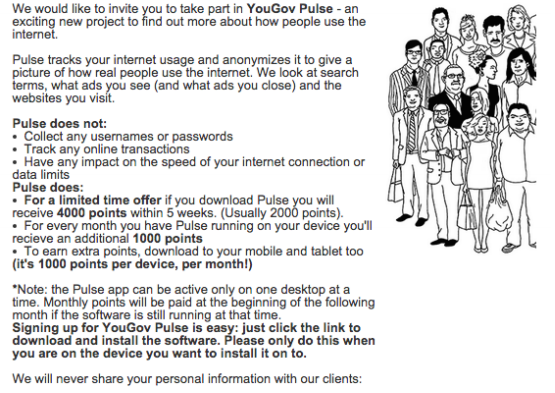 We would like to invite you to take part in YouGov Pulse - an
exciting new project to find out more about how people use the
internet.
Pulse tracks your internet usage and anonymizes it to give a
picture of how real people use the internet. We look at search
terms, what ads you see (and what ads you close) and the
websites you visit.
Pulse does not:
• Collect any usernames or passwords
• Track any online transactions
• Have any impact on the speed of your internet connection or
data limits
Pulse does:
• For a limited time offer if you download Pulse you will
receive 4000 points within 5 weeks. (Usually 2000 points).
• For every month you have Pulse running on your device you'll
recieve an additional 1000 points
• To earn extra points, download to your mobile and tablet too
(it's 1000 points per device, per month!)
*Note: the Pulse app can be active only on one desktop at a
time. Monthly points will be paid at the beginning of the following
month if the software is still running at that time.
Signing up for YouGov Pulse is easy: just click the link to
download and install the software. Please only do this when
you are on the device you want to install it on to.
We will never share your personal information with our clients: